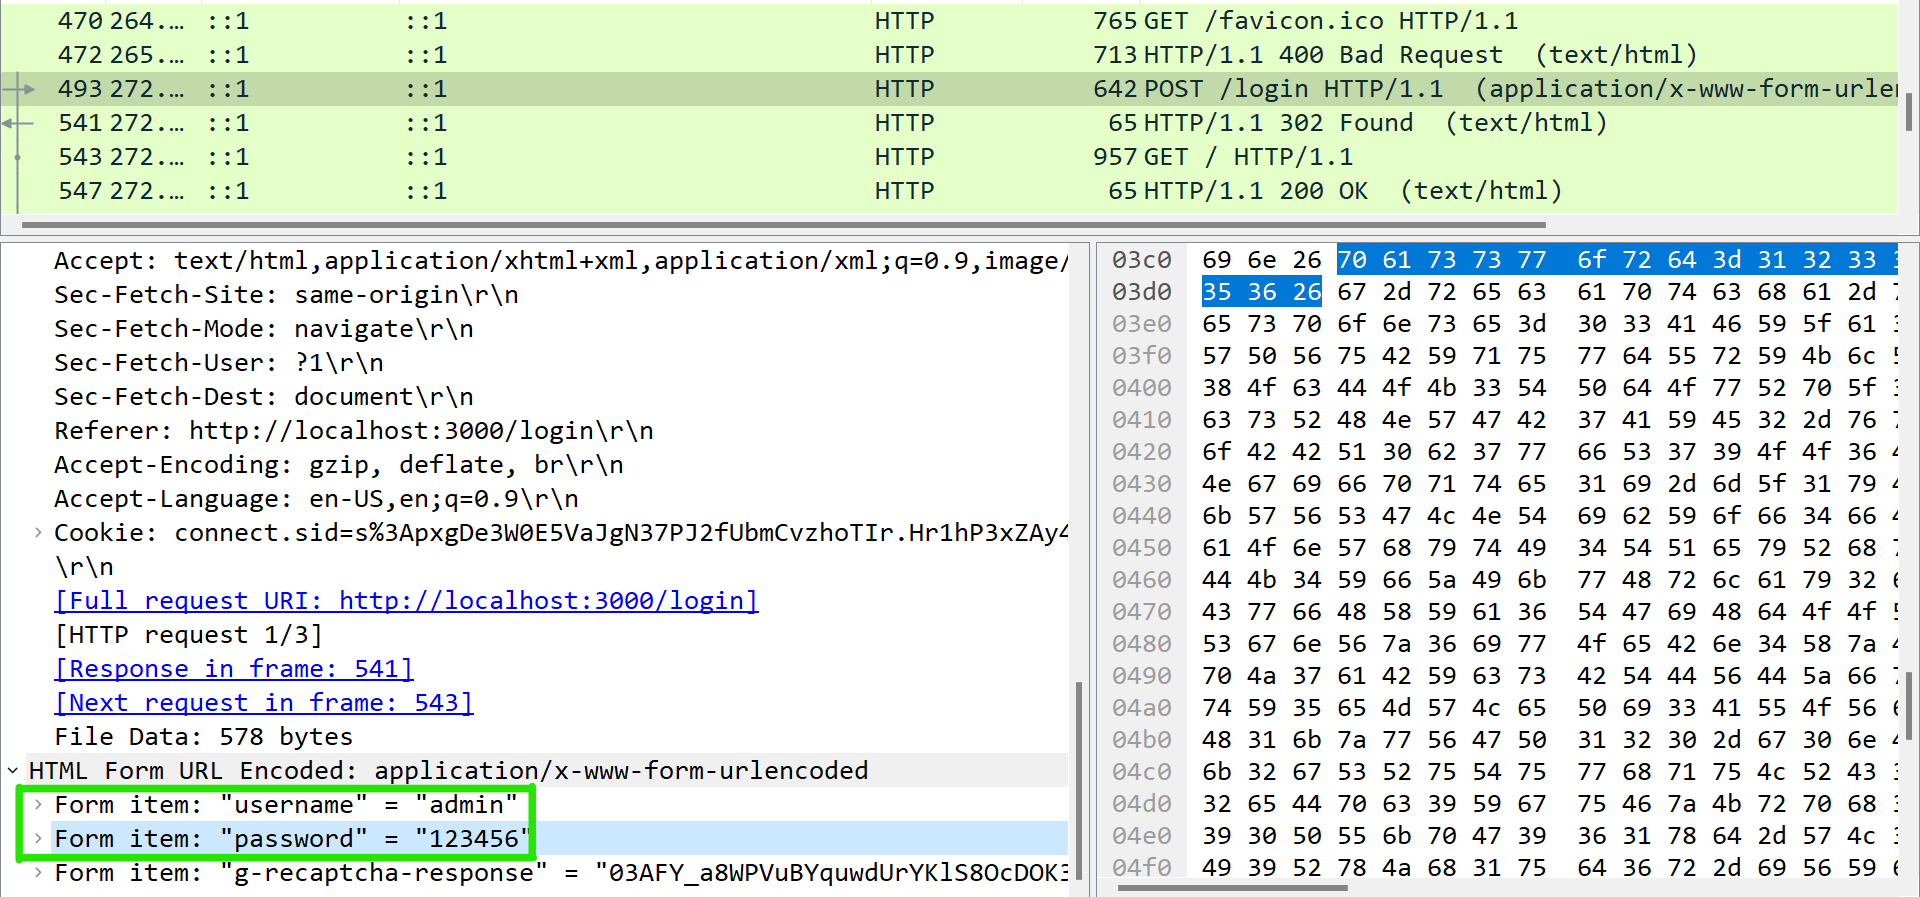 470 264.… ::1 ::1 HTTP 765 GET /favicon.ico HTTP/1.1
472 265.… ::1 ::1 HTTP 713 HTTP/1.1 400 Bad Request (text/html)
493 272.… ::1 ::1 HTTP 642 POST /login HTTP/1.1 (application/x-www-form-urle
541 272.… ::1 ::1 HTTP 65 HTTP/1.1 302 Found (text/html)
543 272.… ::1 ::1 HTTP 957 GET / HTTP/1.1
547 272.… ::1 ::1 HTTP 65 HTTP/1.1 200 OK (text/html)
Accept: text/html,application/xhtml+xml,application/xml;q=0.9,image/
Sec-Fetch-Site: same-origin\r\n
Sec-Fetch-Mode: navigate\r\n
Sec-Fetch-User: ?1\r\n
Sec-Fetch-Dest: document\r\n
Referer: http://localhost:3000/login\r\n
Accept-Encoding: gzip, deflate, br\r\n
Accept-Language: en-US,en;q=0.9\r\n
Cookie: connect.sid=s%3ApxgDe3W0E5VaJgN37PJ2fUbmCvzhoTIr.Hr1hP3xZAy4
\r\n
[Full request URI: http://localhost:3000/login]
[HTTP request 1/3]
[Response in frame: 541]
[Next request in frame: 543]
File Data: 578 bytes
HTML Form URL Encoded: application/x-www-form-urlencoded
Form item: "username" = "admin"
Form item: "password" = "123456"
Form item: "g-recaptcha-response" = "03AFY_a8WPVuBYquwdUrYKlS8OcDOK3
03c0 69 6e 26 70 61 73 73 77 6f 72 64 3d 31 32 33
03d0 35 36 26 67 2d 72 65 63 61 70 74 63 68 61 2d
03e0 65 73 70 6f 6e 73 65 3d 30 33 41 46 59 5f 61
03f0 57 50 56 75 42 59 71 75 77 64 55 72 59 4b 6c
0400 38 4f 63 44 4f 4b 33 54 50 64 4f 77 52 70 5f
0410 63 73 52 48 4e 57 47 42 37 41 59 45 32 2d 76
0420 6f 42 42 51 30 62 37 77 66 53 37 39 4f 4f 36
0430 4e 67 69 66 70 71 74 65 31 69 2d 6d 5f 31 79
0440 6b 57 56 53 47 4c 4e 54 69 62 59 6f 66 34 66
0450 61 4f 6e 57 68 79 74 49 34 54 51 65 79 52 68
0460 44 4b 34 59 66 5a 49 6b 77 48 72 6c 61 79 32
0470 43 77 66 48 58 59 61 36 54 47 69 48 64 4f 4f
0480 53 67 6e 56 7a 36 69 77 4f 65 42 6e 34 58 7a
0490 70 4a 37 61 42 59 63 73 42 54 44 56 44 5a 66
04a0 74 59 35 65 4d 57 4c 65 50 69 33 41 55 4f 56
04b0 48 31 6b 7a 77 56 47 50 31 32 30 2d 67 30 6e
04c0 6b 32 67 53 52 75 54 75 77 68 71 75 4c 52 43
04d0 32 65 44 70 63 39 59 67 75 46 7a 4b 72 70 68
04e0 39 30 50 55 6b 70 47 39 36 31 78 64 2d 57 4c
04f0 49 39 52 78 4a 68 31 75 64 36 72 2d 69 56 59